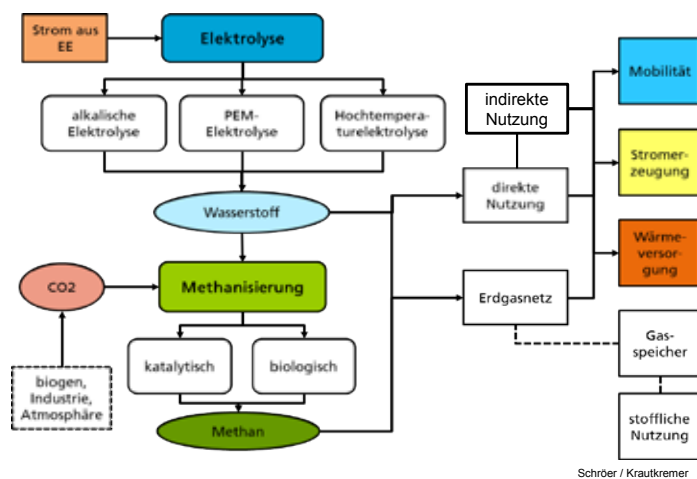 Strom aus
EE
Elektrolyse
alkalische
Elektrolyse
PEM-
Elektrolyse
Hochtempera-
turelektrolyse
Wasserstoff
CO2
Methanisierung
biogen,
Industrie,
Atmosphäre
katalytisch
biologisch
Methan
indirekte
Nutzung
direkte
Nutzung
Erdgasnetz
Mobilität
Stromer-
zeugung
Wärme-
versor-
gung
Gas-
speicher
stoffliche
Nutzung
Schröer / Krautkremer